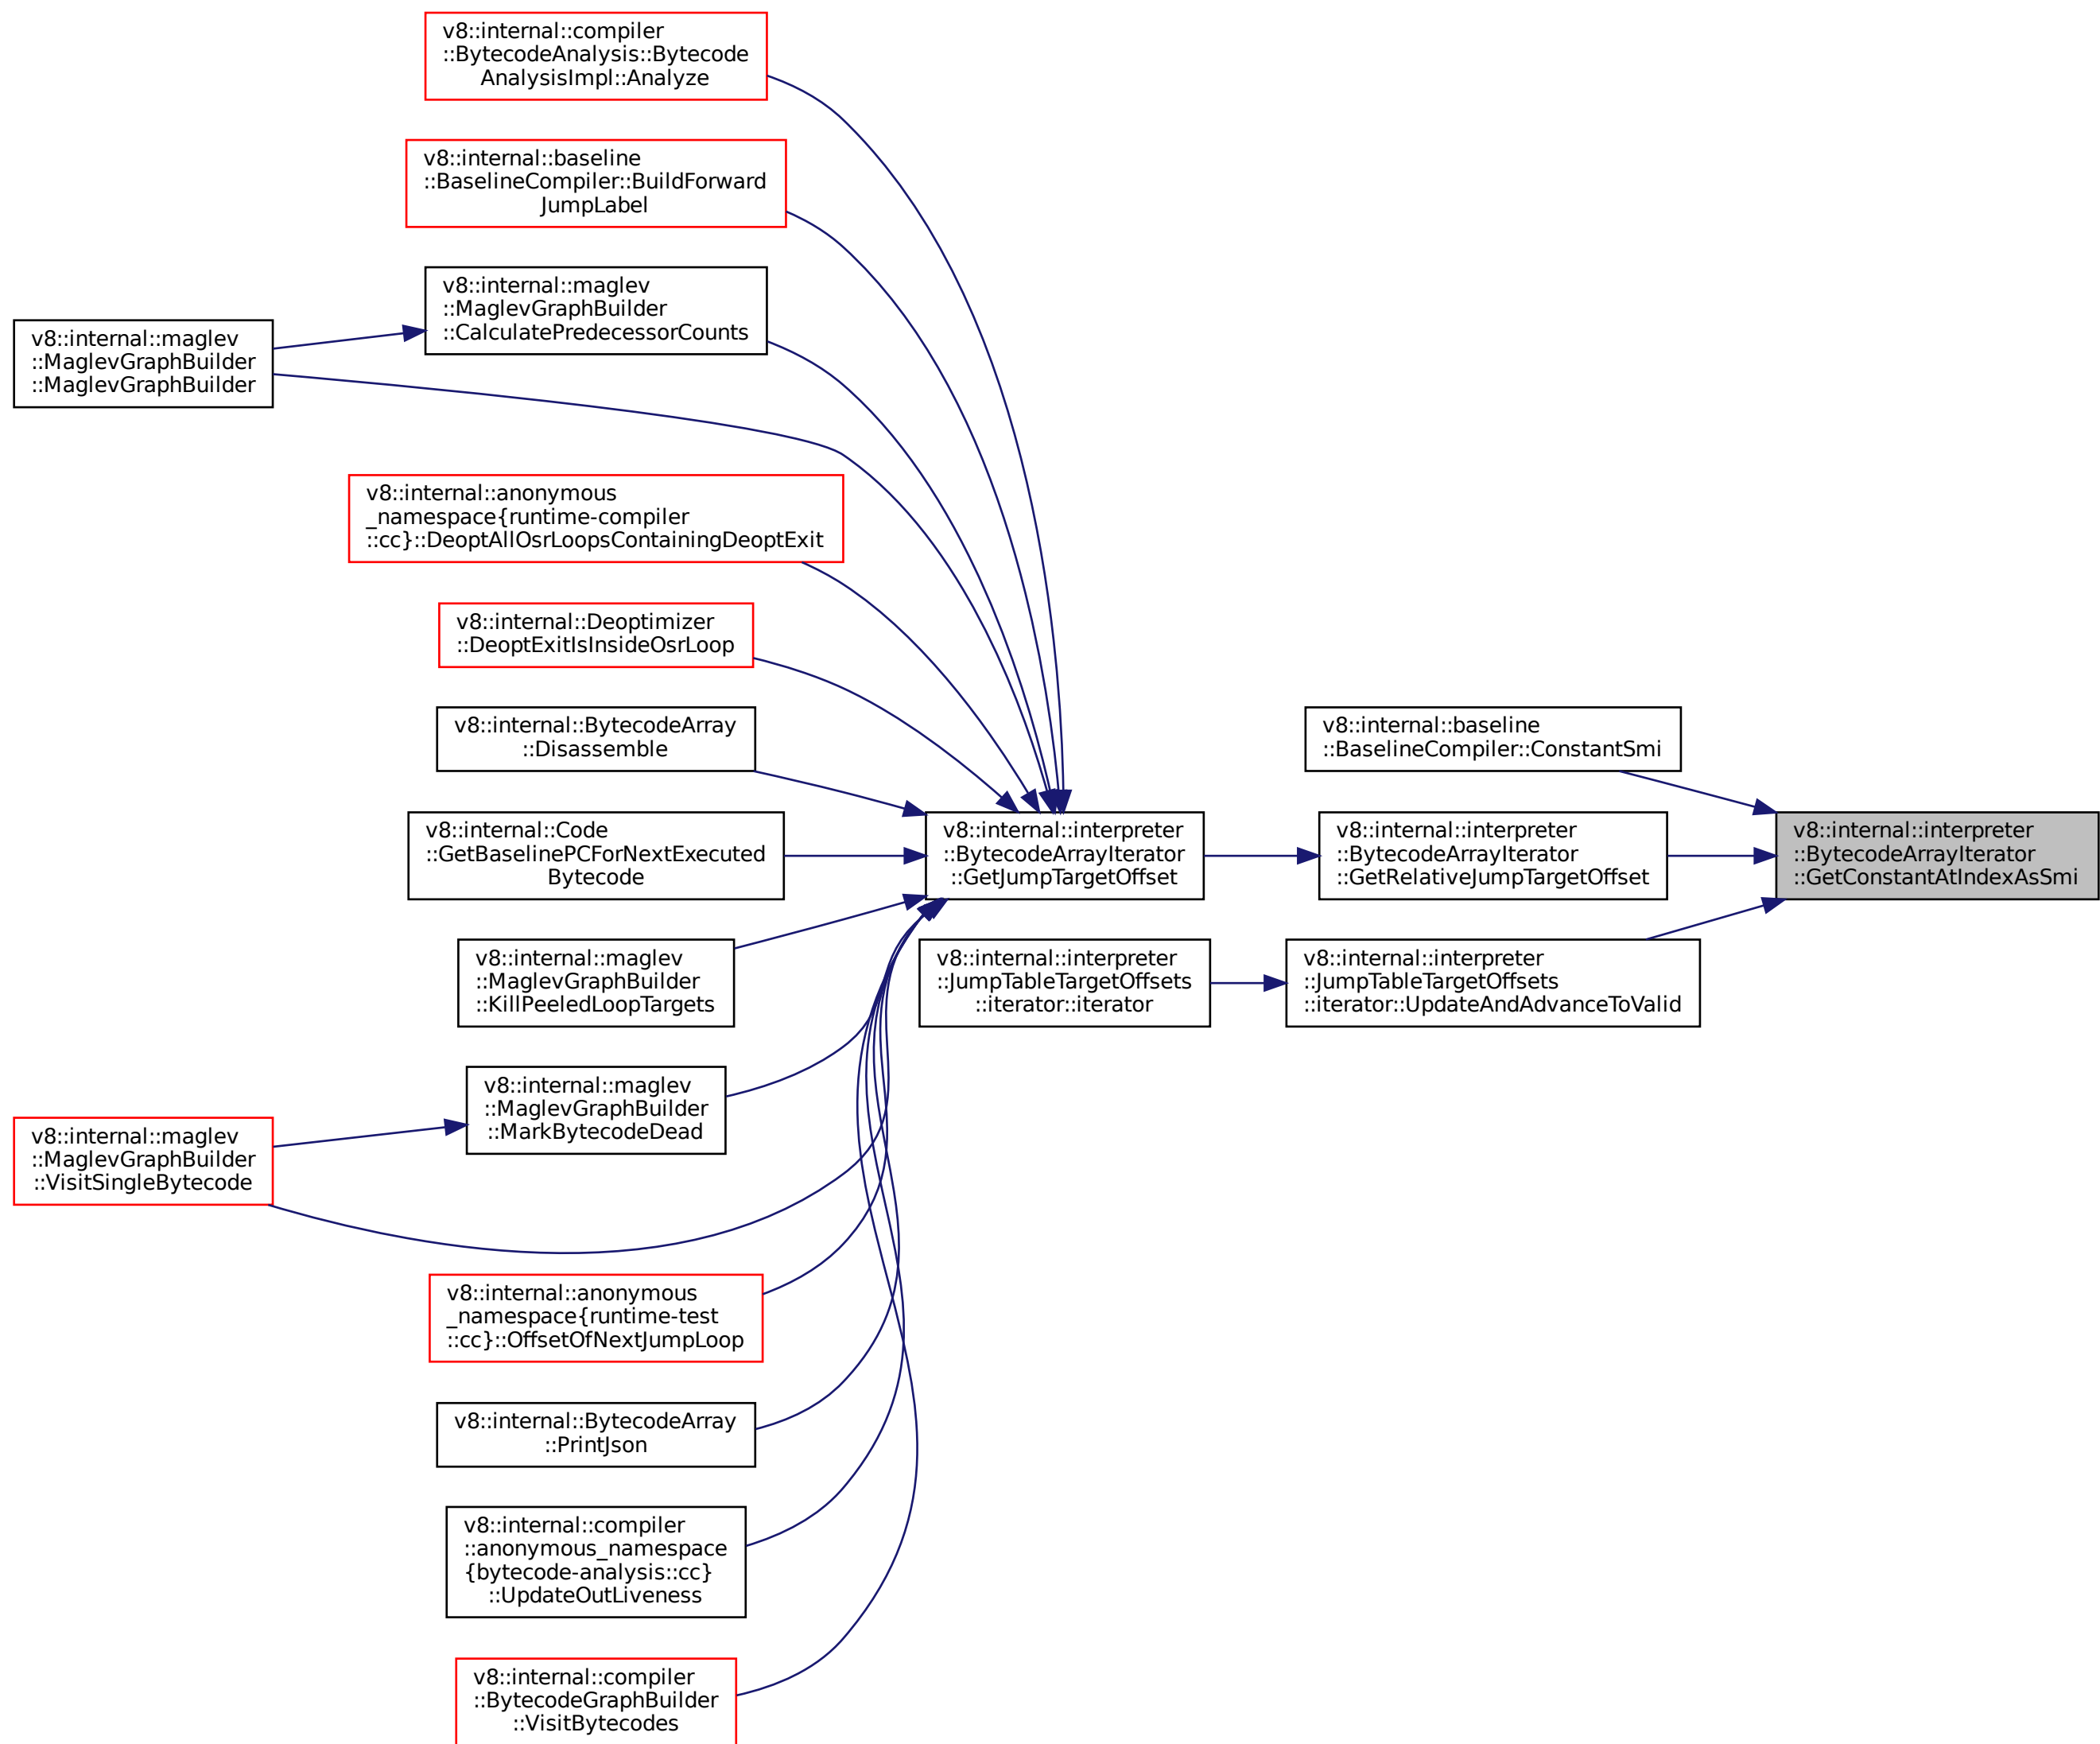 v8::internal::compiler
::BytecodeAnalysis::Bytecode
AnalysisImpl::Analyze
v8::internal::baseline
::BaselineCompiler::BuildForward
JumpLabel
v8::internal::maglev
::MaglevGraphBuilder
::CalculatePredecessorCounts
v8::internal::maglev
::MaglevGraphBuilder
::MaglevGraphBuilder
v8::internal::anonymous
_namespace{runtime-compiler
::cc}::DeoptAllOsrLoopsContainingDeoptExit
v8::internal::Deoptimizer
::DeoptExitIsInsideOsrLoop
v8::internal::BytecodeArray
::Disassemble
v8::internal::baseline
::BaselineCompiler::ConstantSmi
v8::internal::Code
::GetBaselinePCForNextExecuted
Bytecode
v8::internal::interpreter
::BytecodeArrayIterator
::GetJumpTargetOffset
v8::internal::interpreter
::BytecodeArrayIterator
::GetRelativeJumpTargetOffset
v8::internal::interpreter
::BytecodeArrayIterator
::GetConstantAtIndexAsSmi
v8::internal::maglev
::MaglevGraphBuilder
::KillPeeledLoopTargets
v8::internal::interpreter
::JumpTableTargetOffsets
::iterator::iterator
v8::internal::interpreter
::JumpTableTargetOffsets
::iterator::UpdateAndAdvanceToValid
v8::internal::maglev
::MaglevGraphBuilder
::MarkBytecodeDead
v8::internal::maglev
::MaglevGraphBuilder
::VisitSingleBytecode
v8::internal::anonymous
_namespace{runtime-test
::cc}::OffsetOfNextJumpLoop
v8::internal::BytecodeArray
::PrintJson
v8::internal::compiler
::anonymous_namespace
{bytecode-analysis::cc}
::UpdateOutLiveness
v8::internal::compiler
::BytecodeGraphBuilder
::VisitBytecodes